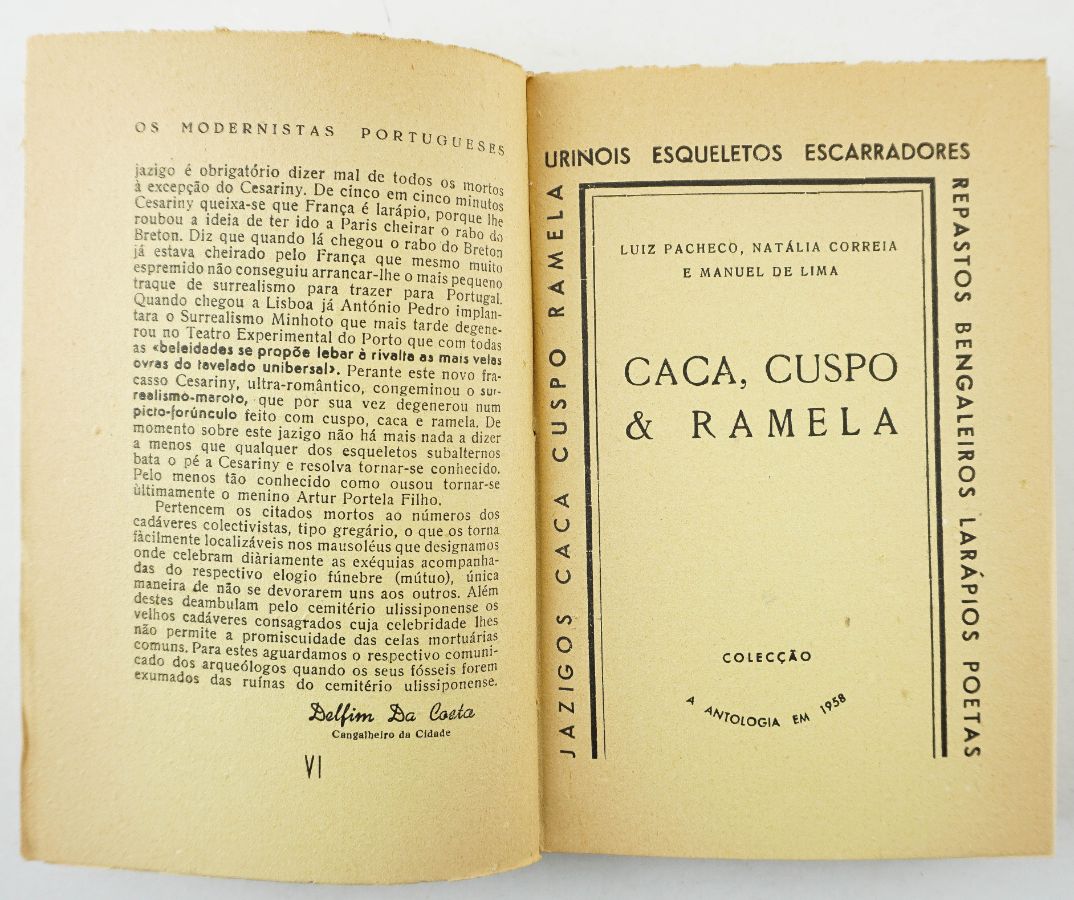 OS MODERNISTAS PORTUGUESES
jazigo é obrigatório dizer mal de todos os mortos
à excepção do Cesariny. De cinco em cinco minutos
Cesariny queixa-se que França é larápio, porque lhe
roubou a ideia de ter ido a Paris cheirar o rabo do
Breton. Diz que quando lá chegou o rabo do Breton
já estava cheirado pelo França que mesmo muito
espremido não conseguiu arrancar-lhe o mais pequeno
traque de surrealismo para trazer para Portugal.
Quando chegou a Lisboa já António Pedro implan-
tara o Surrealismo Minhoto que mais tarde degene-
rou no Teatro Experimental do Porto que com todas
as «beleidades se propõe lebar à rivalta as mais velas
ovras do tavelado unibersal». Perante este novo fra-
casso Cesariny, ultra-romântico, congeminou o sur-
realismo-maroto, que por sua vez degenerou num
picto-forúnculo feito com cuspo, caca e ramela. De
momento sobre este jazigo não há mais nada a dizer
a menos que qualquer dos esqueletos subalternos
bata o pé a Cesariny e resolva tornar-se conhecido.
Pelo menos tão conhecido como ousou tornar-se
ùltimamente o menino Artur Portela Filho.
Pertencem os citados mortos ao números dos
cadáveres colectivistas, tipo gregário, o que os torna
fàcilmente localizáveis nos mausoléus que designamos
onde celebram diàriamente as exéquias acompanha-
das do respectivo elogio fúnebre (mútuo), única
maneira de não se devorarem uns aos outros. Além
destes deambulam pelo cemitério ulissiponense os
velhos cadáveres consagrados cuja celebridade lhes
não permite a promiscuidade das celas mortuárias
comuns. Para estes aguardamos o respectivo comuni-
cado dos arqueólogos quando os seus fósseis forem
exumados das ruínas do cemitério ulissiponense.
Delfim Da Costa
Cangalheiro da Cidade
VI
URINOIS ESQUELETOS ESCARRADORES
REPASTOS BENGALEIROS LARÁPIOS POETAS
JAZIGOS CACA CUSPO RAMELA
LUIZ PACHECO, NATÁLIA CORREIA
E MANUEL DE LIMA
CACA, CUSPO
& RAMELA
COLECÇÃO
A ANTOLOGIA EM 1958